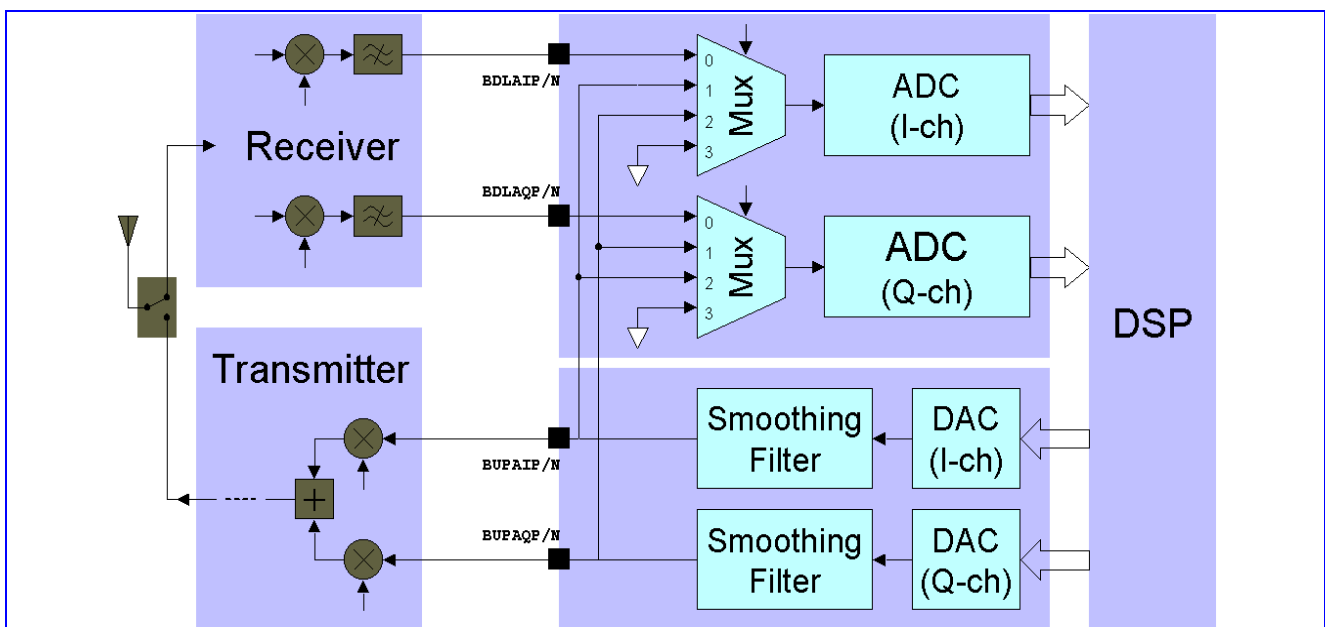 BDLAIP/N
0
1
2
3
Mux
ADC
(I-ch)
Receiver
BDLAQP/N
0
1
2
3
Mux
ADC
(Q-ch)
DSP
Transmitter
BUPAIP/N
Smoothing
Filter
DAC
(I-ch)
+
BUPAQP/N
Smoothing
Filter
DAC
(Q-ch)